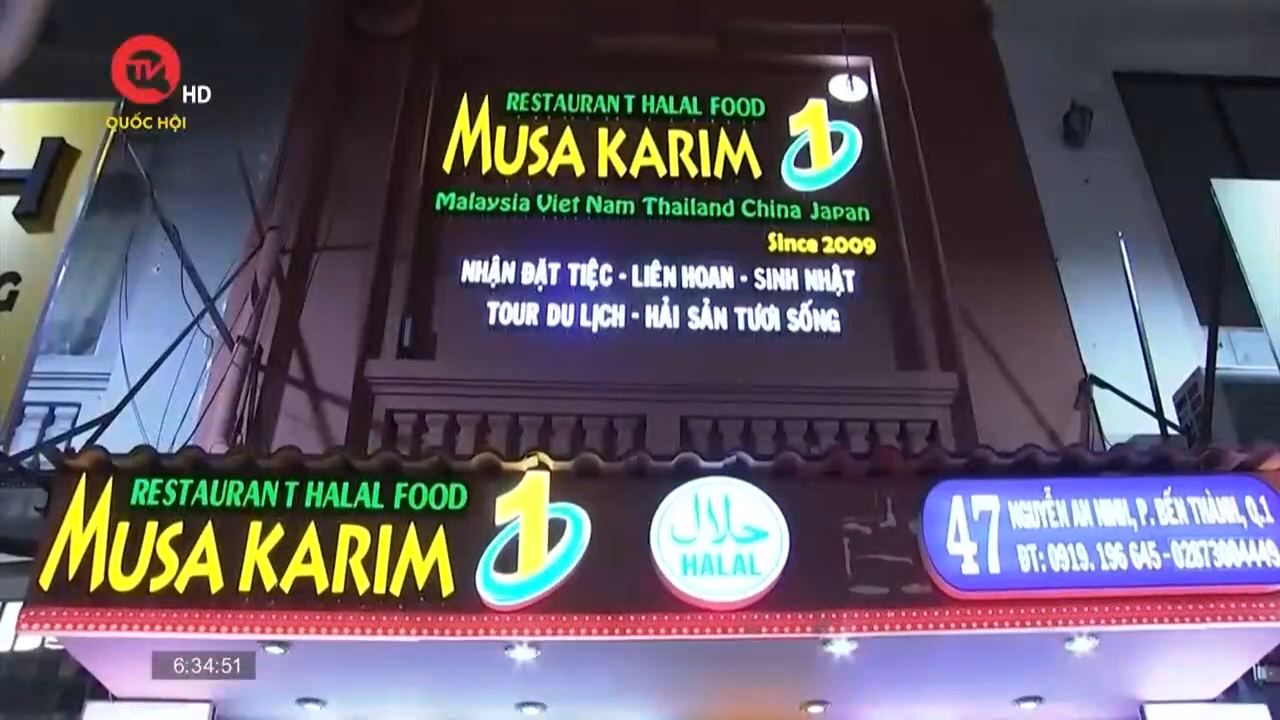 TV HD
QUỐC HỘI
RESTAURAN T HALAL FOOD
MUSA KARIM 1
Malaysia Viet Nam Thailand China Japan
Since 2009
NHẬN ĐẶT TIỆC - LIÊN HOAN - SINH NHẬT
TOUR DU LỊCH - HẢI SẢN TƯƠI SỐNG
H
G
RESTAURAN T HALAL FOOD
MUSA KARIM 1
حلال
HALAL
47 NGUYỄN AN NINH, P. BẾN THÀNH, Q.1
ĐT: 0919. 196 645 - 02873004449
6:34:51